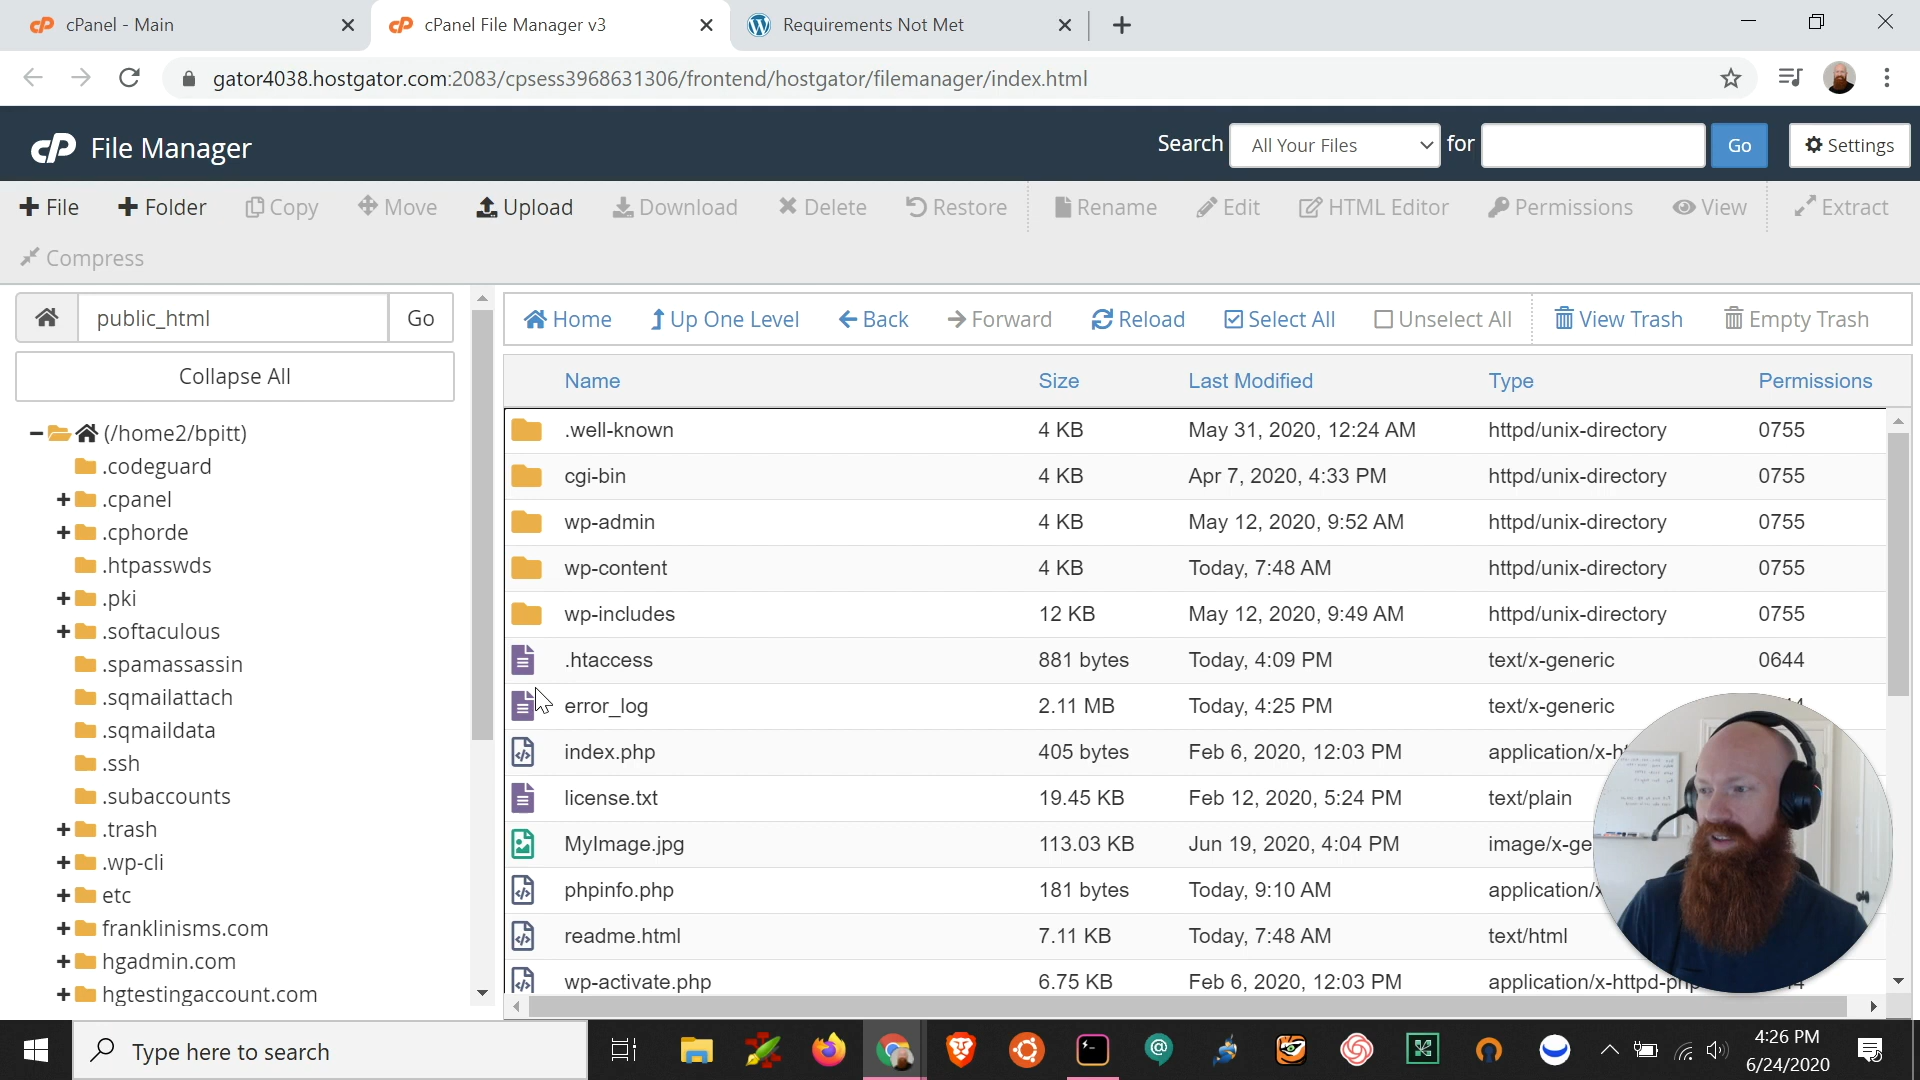 cPanel - Main
cPanel File Manager v3
Requirements Not Met
gator4038.hostgator.com:2083/cpsess3968631306/frontend/hostgator/filemanager/index.html
cP File Manager
Search All Your Files for Go Settings
File Folder Copy Move Upload Download Delete Restore Rename Edit HTML Editor Permissions View Extract
Compress
public_html Go
Collapse All
(/home2/bpitt)
.codeguard
.cpanel
.cphorde
.htpasswds
.pki
.softaculous
.spamassassin
.sqmailattach
.sqmaildata
.ssh
.subaccounts
.trash
.wp-cli
etc
franklinisms.com
hgadmin.com
hgtestingaccount.com
Home Up One Level Back Forward Reload Select All Unselect All View Trash Empty Trash
Name Size Last Modified Type Permissions
.well-known 4 KB May 31, 2020, 12:24 AM httpd/unix-directory 0755
cgi-bin 4 KB Apr 7, 2020, 4:33 PM httpd/unix-directory 0755
wp-admin 4 KB May 12, 2020, 9:52 AM httpd/unix-directory 0755
wp-content 4 KB Today, 7:48 AM httpd/unix-directory 0755
wp-includes 12 KB May 12, 2020, 9:49 AM httpd/unix-directory 0755
.htaccess 881 bytes Today, 4:09 PM text/x-generic 0644
error_log 2.11 MB Today, 4:25 PM text/x-generic
index.php 405 bytes Feb 6, 2020, 12:03 PM
license.txt 19.45 KB Feb 12, 2020, 5:24 PM text/plain
MyImage.jpg 113.03 KB Jun 19, 2020, 4:04 PM image/x-ge
phpinfo.php 181 bytes Today, 9:10 AM application/
readme.html 7.11 KB Today, 7:48 AM text/html
wp-activate.php 6.75 KB Feb 6, 2020, 12:03 PM application/x-httpd-php
Type here to search
4:26 PM
6/24/2020